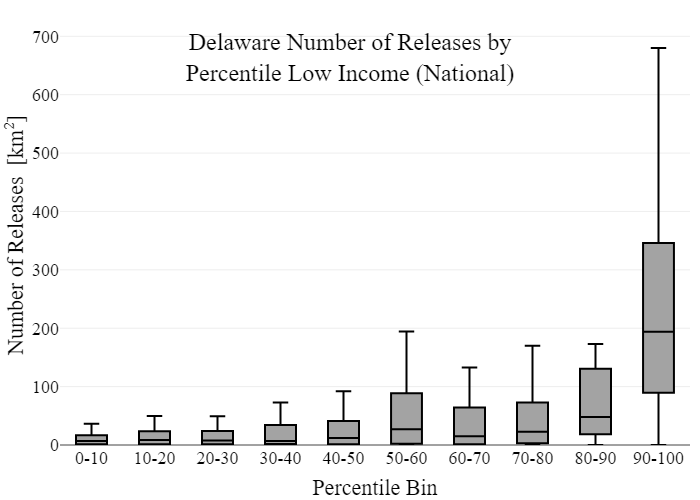 Delaware Number of Releases by
Percentile Low Income (National)
Number of Releases [km²]
700
600
500
400
300
200
100
0
0-10 10-20 20-30 30-40 40-50 50-60 60-70 70-80 80-90 90-100
Percentile Bin